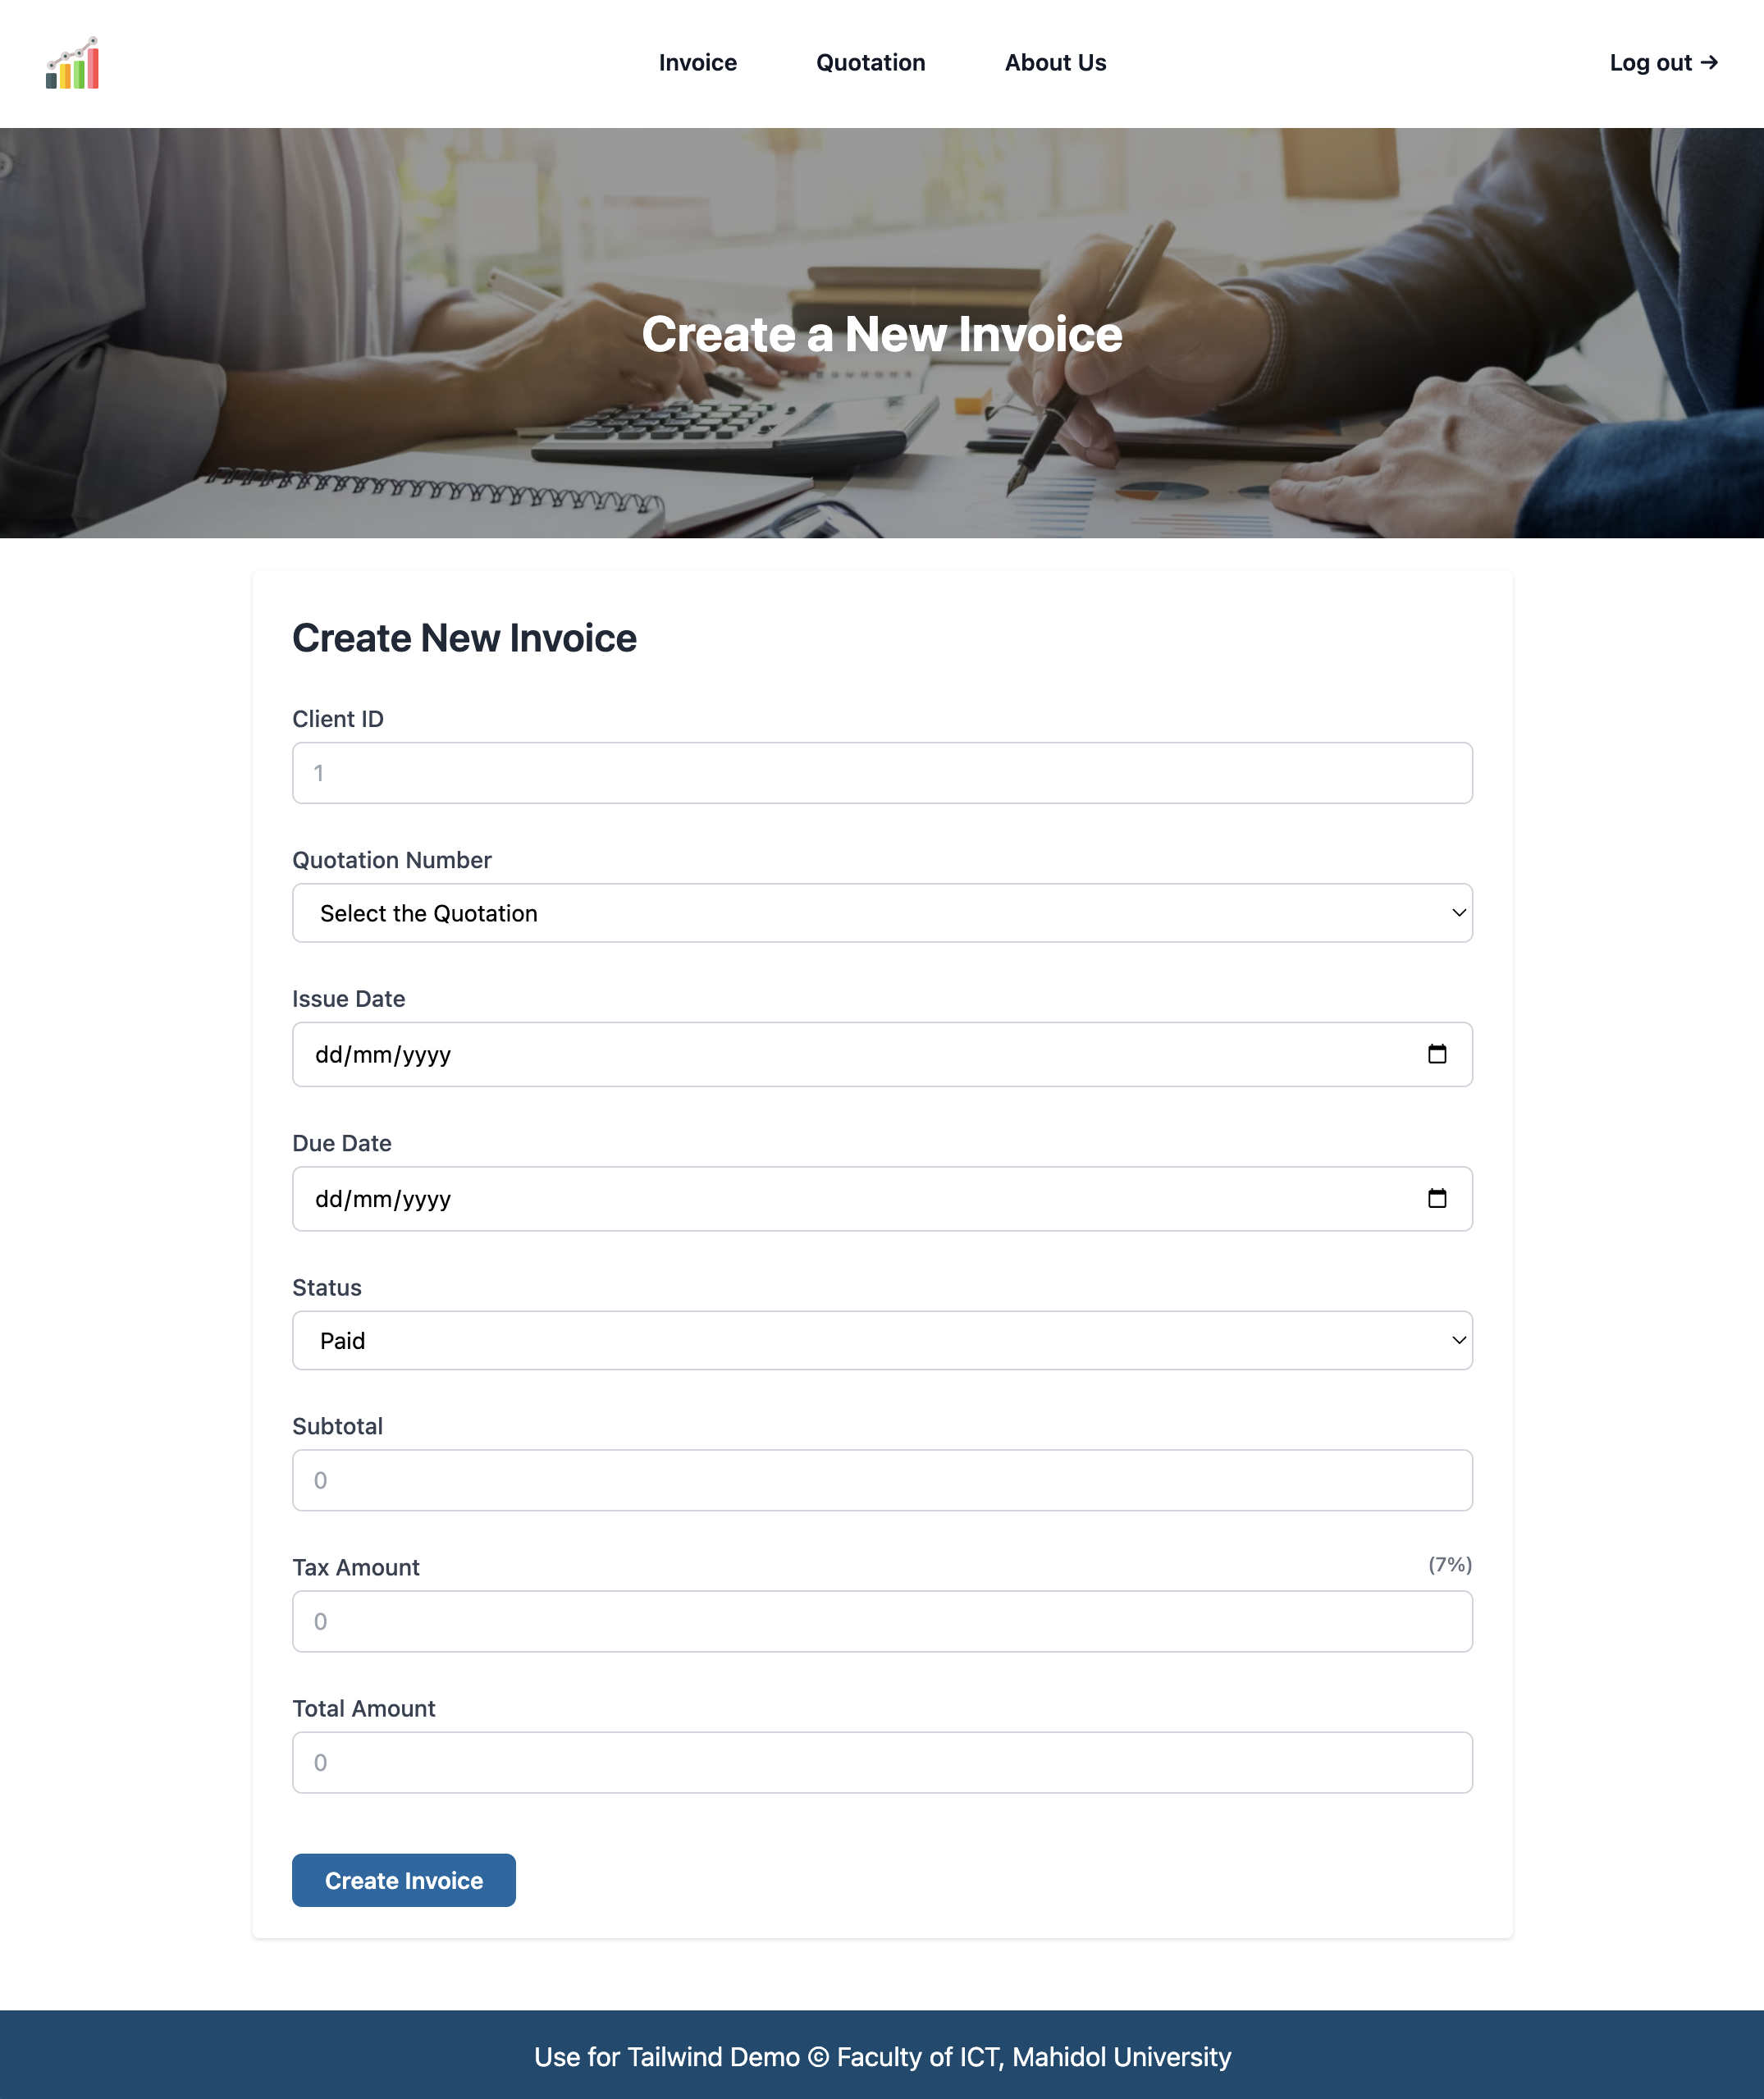 Invoice
Quotation
About Us
Log out →
Create a New Invoice
Create New Invoice
Client ID
1
Quotation Number
Select the Quotation
Issue Date
dd/mm/yyyy
Due Date
dd/mm/yyyy
Status
Paid
Subtotal
0
Tax Amount (7%)
0
Total Amount
0
Create Invoice
Use for Tailwind Demo © Faculty of ICT, Mahidol University